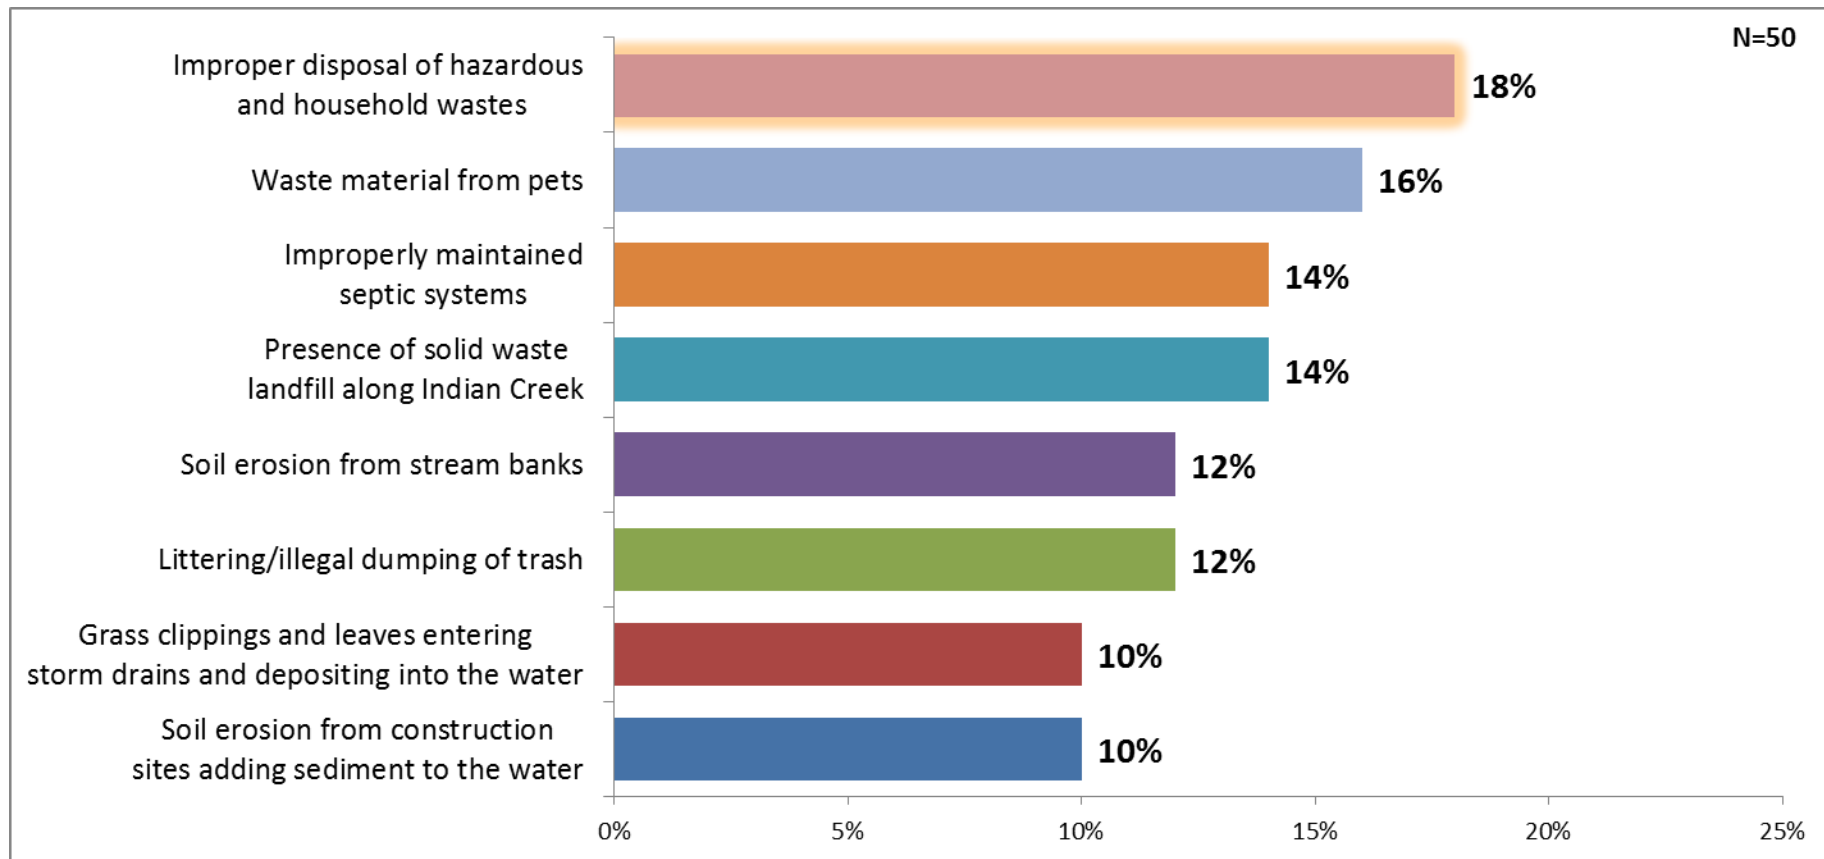 N=50
Improper disposal of hazardous
and household wastes
18%
Waste material from pets
16%
Improperly maintained
septic systems
14%
Presence of solid waste
landfill along Indian Creek
14%
Soil erosion from stream banks
12%
Littering/illegal dumping of trash
12%
Grass clippings and leaves entering
storm drains and depositing into the water
10%
Soil erosion from construction
sites adding sediment to the water
10%
0% 5% 10% 15% 20% 25%